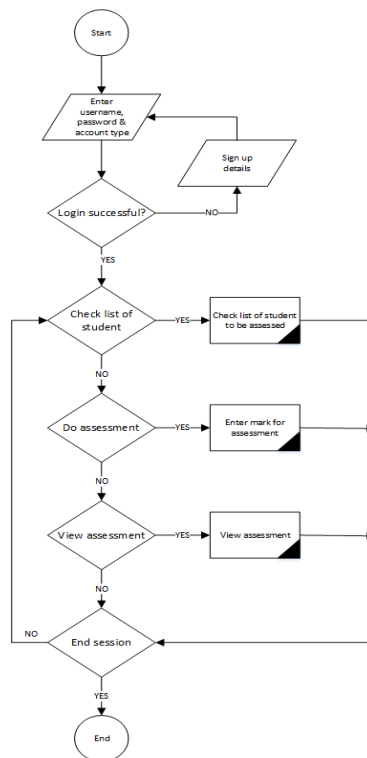 Start
Enter
username,
password &
account type
Sign up
details
Login successful?
NO
YES
Check list of
student
YES
Check list of student
to be assessed
NO
Do assessment
YES
Enter mark for
assessment
NO
View assessment
YES
View assessment
NO
NO
End session
YES
End